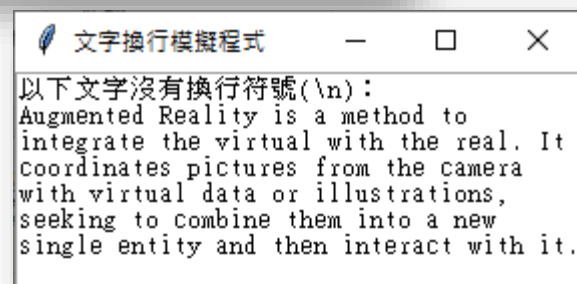 文字換行模擬程式
以下文字沒有換行符號(\n)：
Augmented Reality is a method to
integrate the virtual with the real. It
coordinates pictures from the camera
with virtual data or illustrations,
seeking to combine them into a new
single entity and then interact with it.